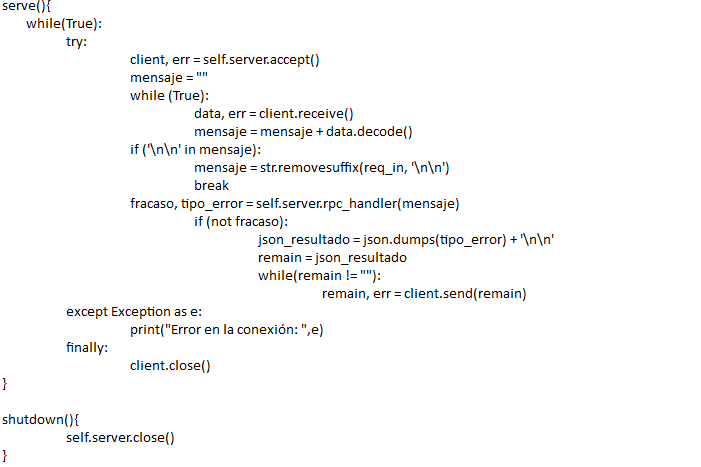 serve(){
while(True):
try:
client, err = self.server.accept()
mensaje = ""
while (True):
data, err = client.receive()
mensaje = mensaje + data.decode()
if ('\n\n' in mensaje):
mensaje = str.removesuffix(req_in, '\n\n')
break
fracaso, tipo_error = self.server.rpc_handler(mensaje)
if (not fracaso):
json_resultado = json.dumps(tipo_error) + '\n\n'
remain = json_resultado
while(remain != ""):
remain, err = client.send(remain)
except Exception as e:
print("Error en la conexión: ",e)
finally:
client.close()
}
shutdown(){
self.server.close()
}